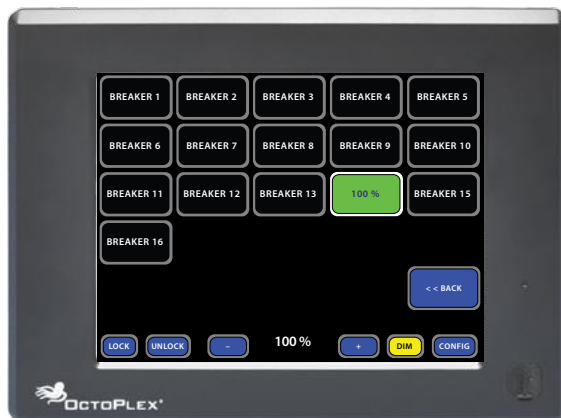 BREAKER 1 BREAKER 2 BREAKER 3 BREAKER 4 BREAKER 5
BREAKER 6 BREAKER 7 BREAKER 8 BREAKER 9 BREAKER 10
BREAKER 11 BREAKER 12 BREAKER 13 100 % BREAKER 15
BREAKER 16
< < BACK
LOCK UNLOCK – 100 % + DIM CONFIG
OCTOPLEX